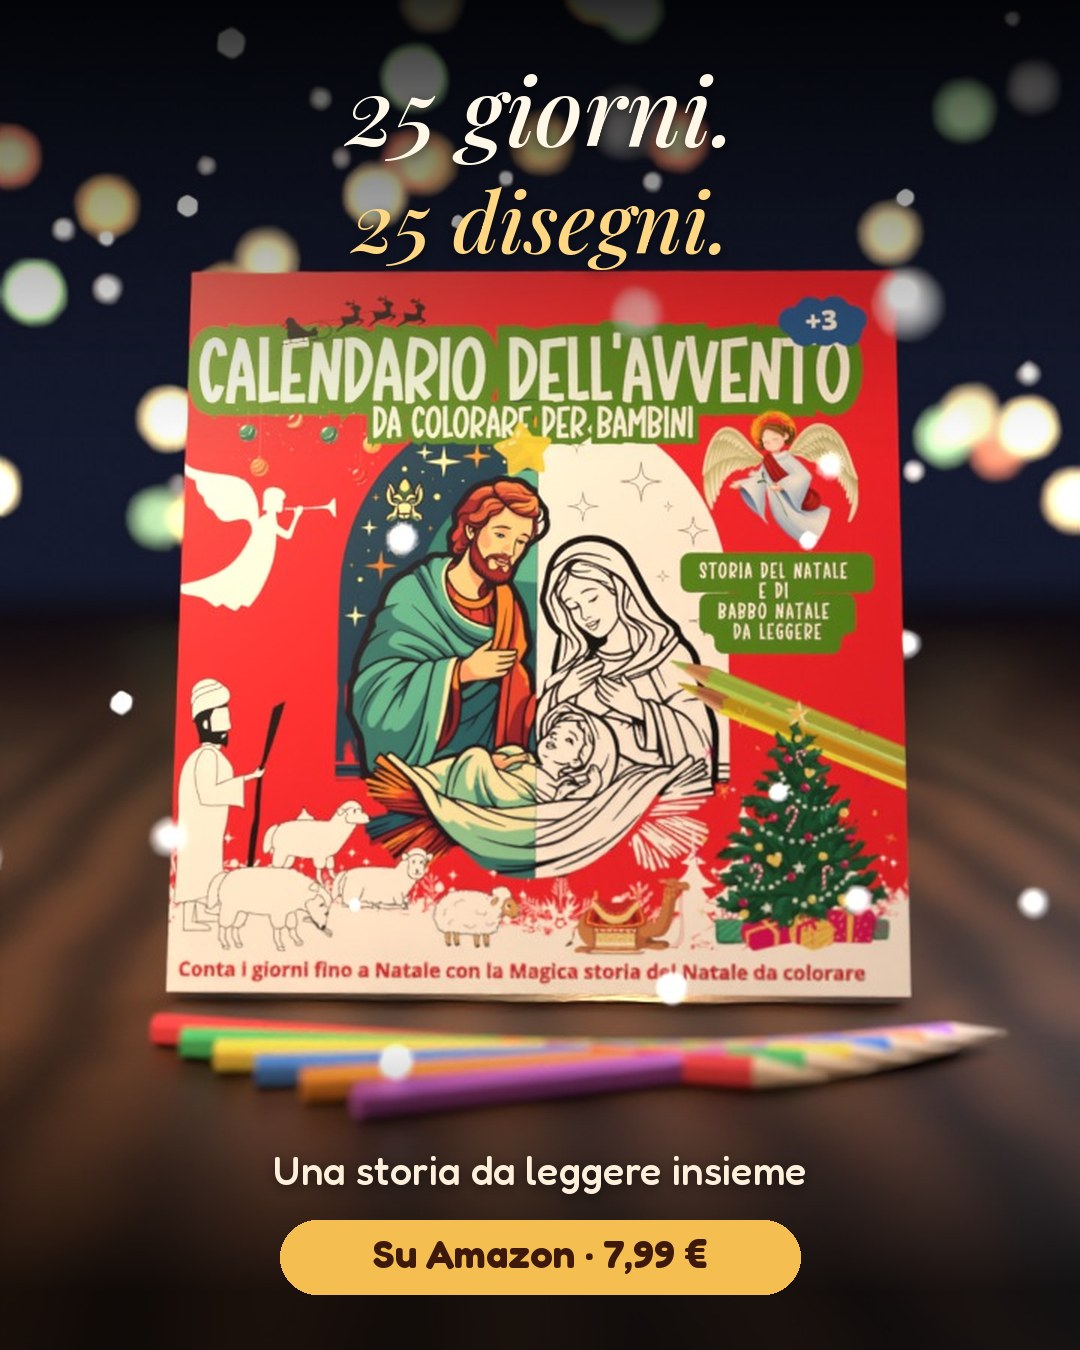 25 giorni.
25 disegni.
+3
CALENDARIO DELL'AVVENTO
DA COLORARE PER BAMBINI
STORIA DEL NATALE
E DI
BABBO NATALE
DA LEGGERE
Conta i giorni fino a Natale con la Magica storia del Natale da colorare
Una storia da leggere insieme
Su Amazon · 7,99 €